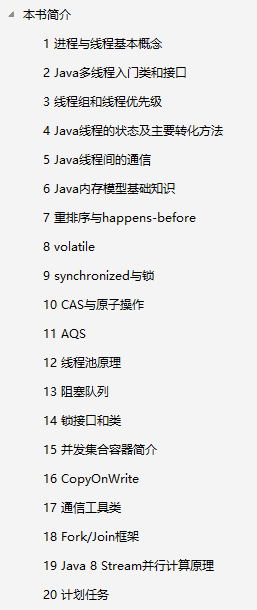 本书简介
1 进程与线程基本概念
2 Java多线程入门类和接口
3 线程组和线程优先级
4 Java线程的状态及主要转化方法
5 Java线程间的通信
6 Java内存模型基础知识
7 重排序与happens-before
8 volatile
9 synchronized与锁
10 CAS与原子操作
11 AQS
12 线程池原理
13 阻塞队列
14 锁接口和类
15 并发集合容器简介
16 CopyOnWrite
17 通信工具类
18 Fork/Join框架
19 Java 8 Stream并行计算原理
20 计划任务